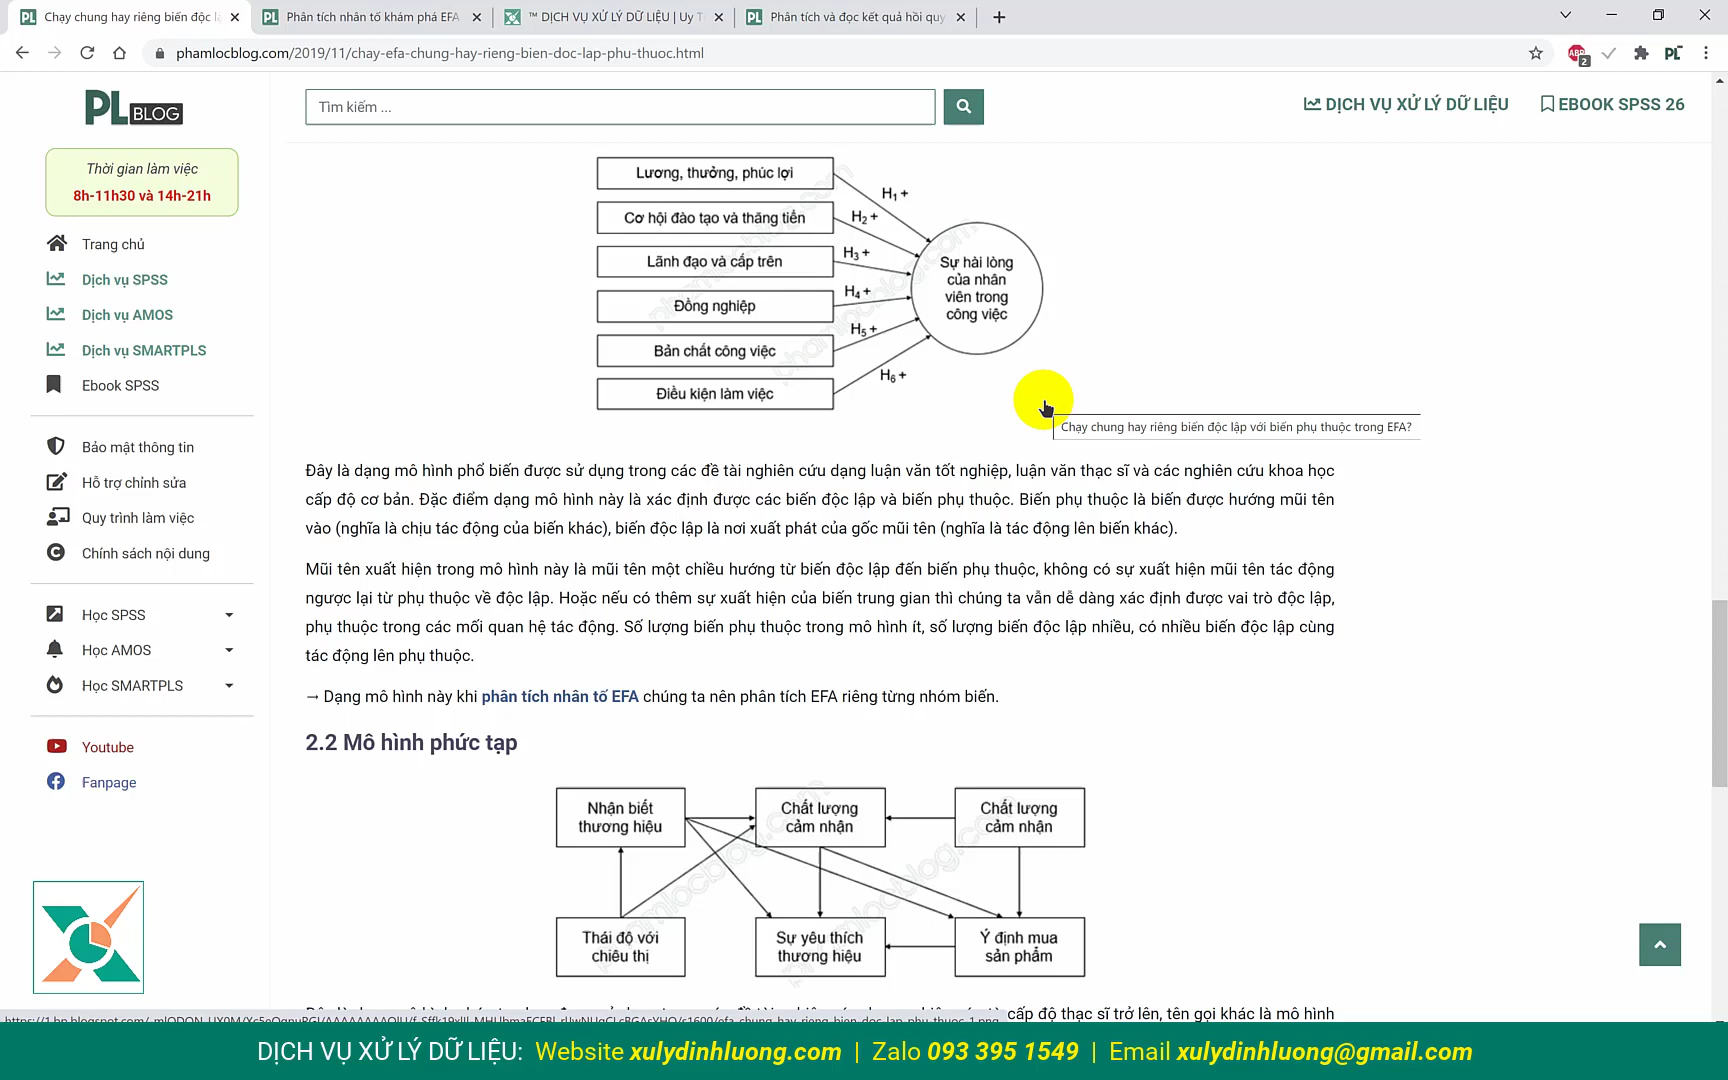 Chạy chung hay riêng biến độc l
Phân tích nhân tố khám phá EFA
™ DỊCH VỤ XỬ LÝ DỮ LIỆU | Uy T
Phân tích và đọc kết quả hồi quy
phamlocblog.com/2019/11/chay-efa-chung-hay-rieng-bien-doc-lap-phu-thuoc.html
ABP
2
PL
PL BLOG
Tìm kiếm ...
DỊCH VỤ XỬ LÝ DỮ LIỆU
EBOOK SPSS 26
Thời gian làm việc
8h-11h30 và 14h-21h
Trang chủ
Dịch vụ SPSS
Dịch vụ AMOS
Dịch vụ SMARTPLS
Ebook SPSS
Bảo mật thông tin
Hỗ trợ chỉnh sửa
Quy trình làm việc
Chính sách nội dung
Học SPSS
Học AMOS
Học SMARTPLS
Youtube
Fanpage
Lương, thưởng, phúc lợi
Cơ hội đào tạo và thăng tiến
Lãnh đạo và cấp trên
Đồng nghiệp
Bản chất công việc
Điều kiện làm việc
H1 +
H2 +
H3 +
H4 +
H5 +
H6 +
Sự hài lòng
của nhân
viên trong
công việc
phamlocblog.com
phamlocblog.com
Chạy chung hay riêng biến độc lập với biến phụ thuộc trong EFA?
Đây là dạng mô hình phổ biến được sử dụng trong các đề tài nghiên cứu dạng luận văn tốt nghiệp, luận văn thạc sĩ và các nghiên cứu khoa học
cấp độ cơ bản. Đặc điểm dạng mô hình này là xác định được các biến độc lập và biến phụ thuộc. Biến phụ thuộc là biến được hướng mũi tên
vào (nghĩa là chịu tác động của biến khác), biến độc lập là nơi xuất phát của gốc mũi tên (nghĩa là tác động lên biến khác).
Mũi tên xuất hiện trong mô hình này là mũi tên một chiều hướng từ biến độc lập đến biến phụ thuộc, không có sự xuất hiện mũi tên tác động
ngược lại từ phụ thuộc về độc lập. Hoặc nếu có thêm sự xuất hiện của biến trung gian thì chúng ta vẫn dễ dàng xác định được vai trò độc lập,
phụ thuộc trong các mối quan hệ tác động. Số lượng biến phụ thuộc trong mô hình ít, số lượng biến độc lập nhiều, có nhiều biến độc lập cùng
tác động lên phụ thuộc.
→ Dạng mô hình này khi phân tích nhân tố EFA chúng ta nên phân tích EFA riêng từng nhóm biến.
2.2 Mô hình phức tạp
Nhận biết
thương hiệu
Chất lượng
cảm nhận
Chất lượng
cảm nhận
Thái độ với
chiêu thị
Sự yêu thích
thương hiệu
Ý định mua
sản phẩm
phamlocblog.com
phamlocblog.com
cấp độ thạc sĩ trở lên, tên gọi khác là mô hình
DỊCH VỤ XỬ LÝ DỮ LIỆU: Website xulydinhluong.com | Zalo 093 395 1549 | Email xulydinhluong@gmail.com